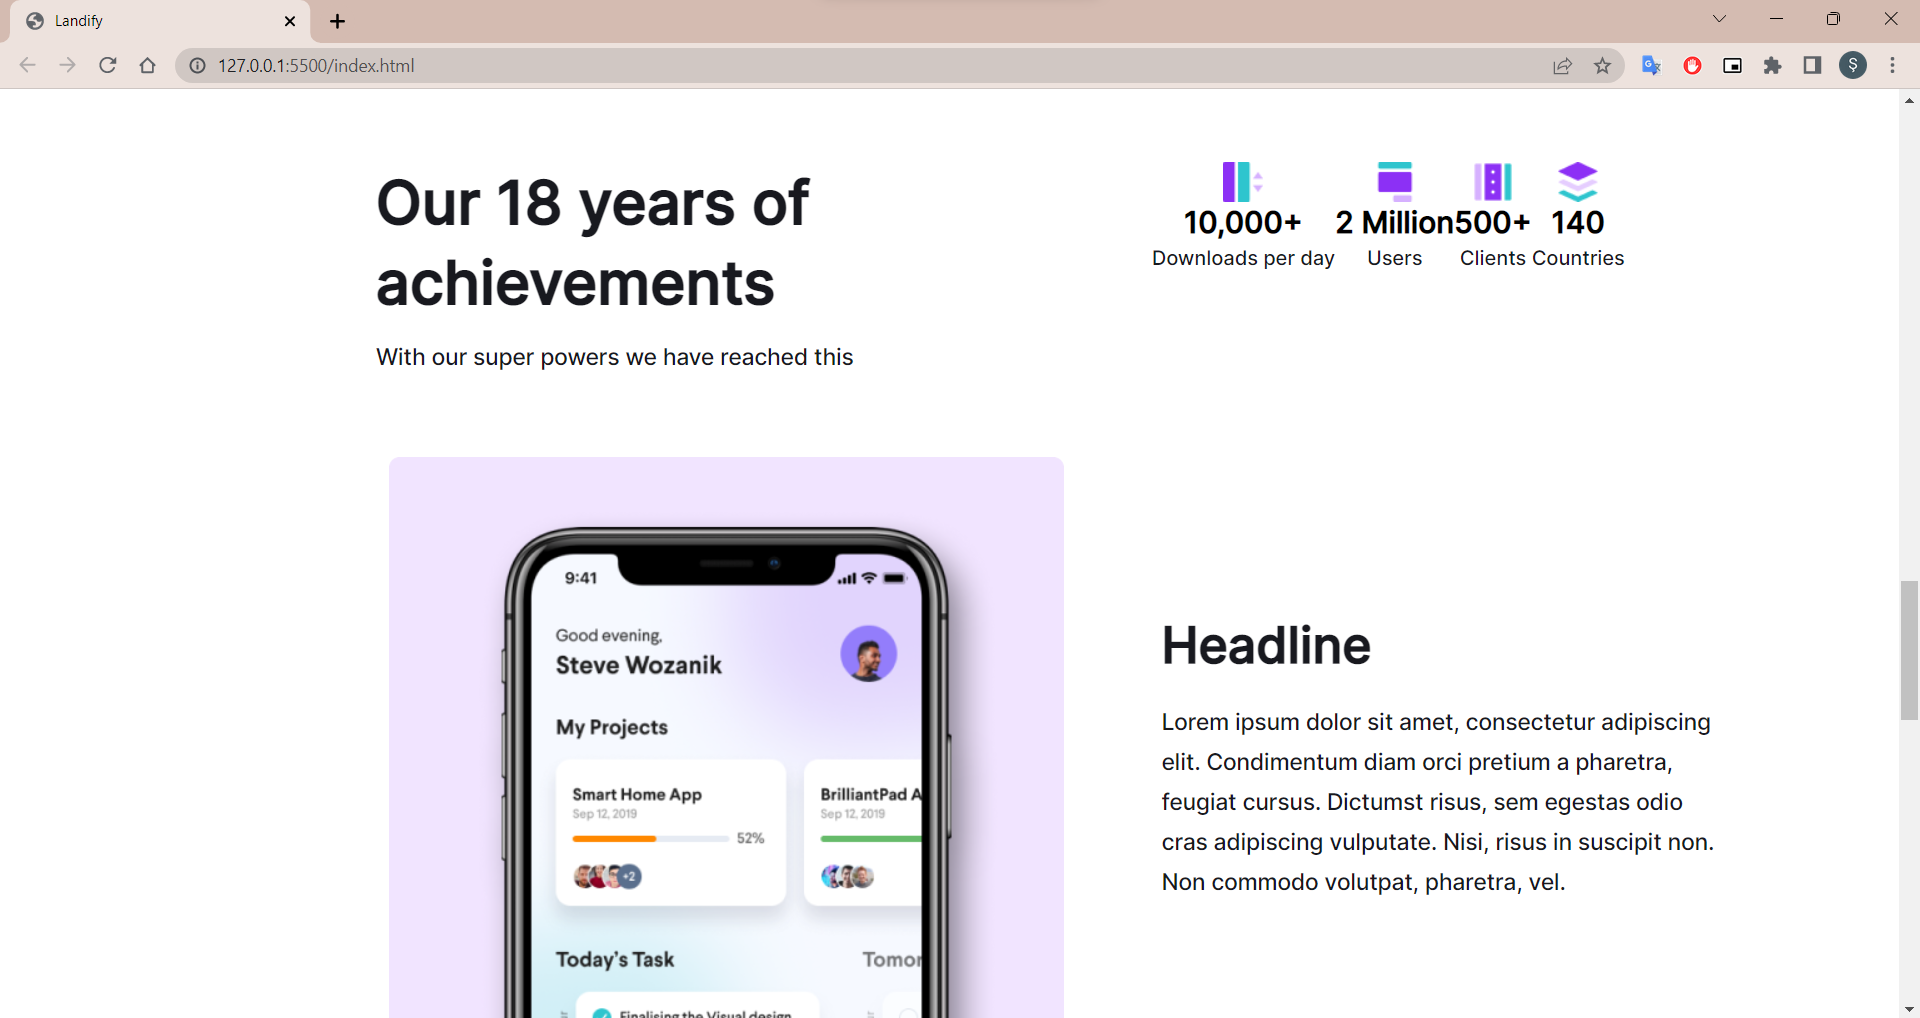 Landify
127.0.0.1:5500/index.html
S
Our 18 years of
achievements
With our super powers we have reached this
10,000+
Downloads per day
2 Million
Users
500+
Clients
140
Countries
9:41
Good evening,
Steve Wozanik
My Projects
Smart Home App
Sep 12, 2019
52%
+2
BrilliantPad A
Sep 12, 2019
Today's Task
Tomor
Finalising the Visual design
Headline
Lorem ipsum dolor sit amet, consectetur adipiscing
elit. Condimentum diam orci pretium a pharetra,
feugiat cursus. Dictumst risus, sem egestas odio
cras adipiscing vulputate. Nisi, risus in suscipit non.
Non commodo volutpat, pharetra, vel.